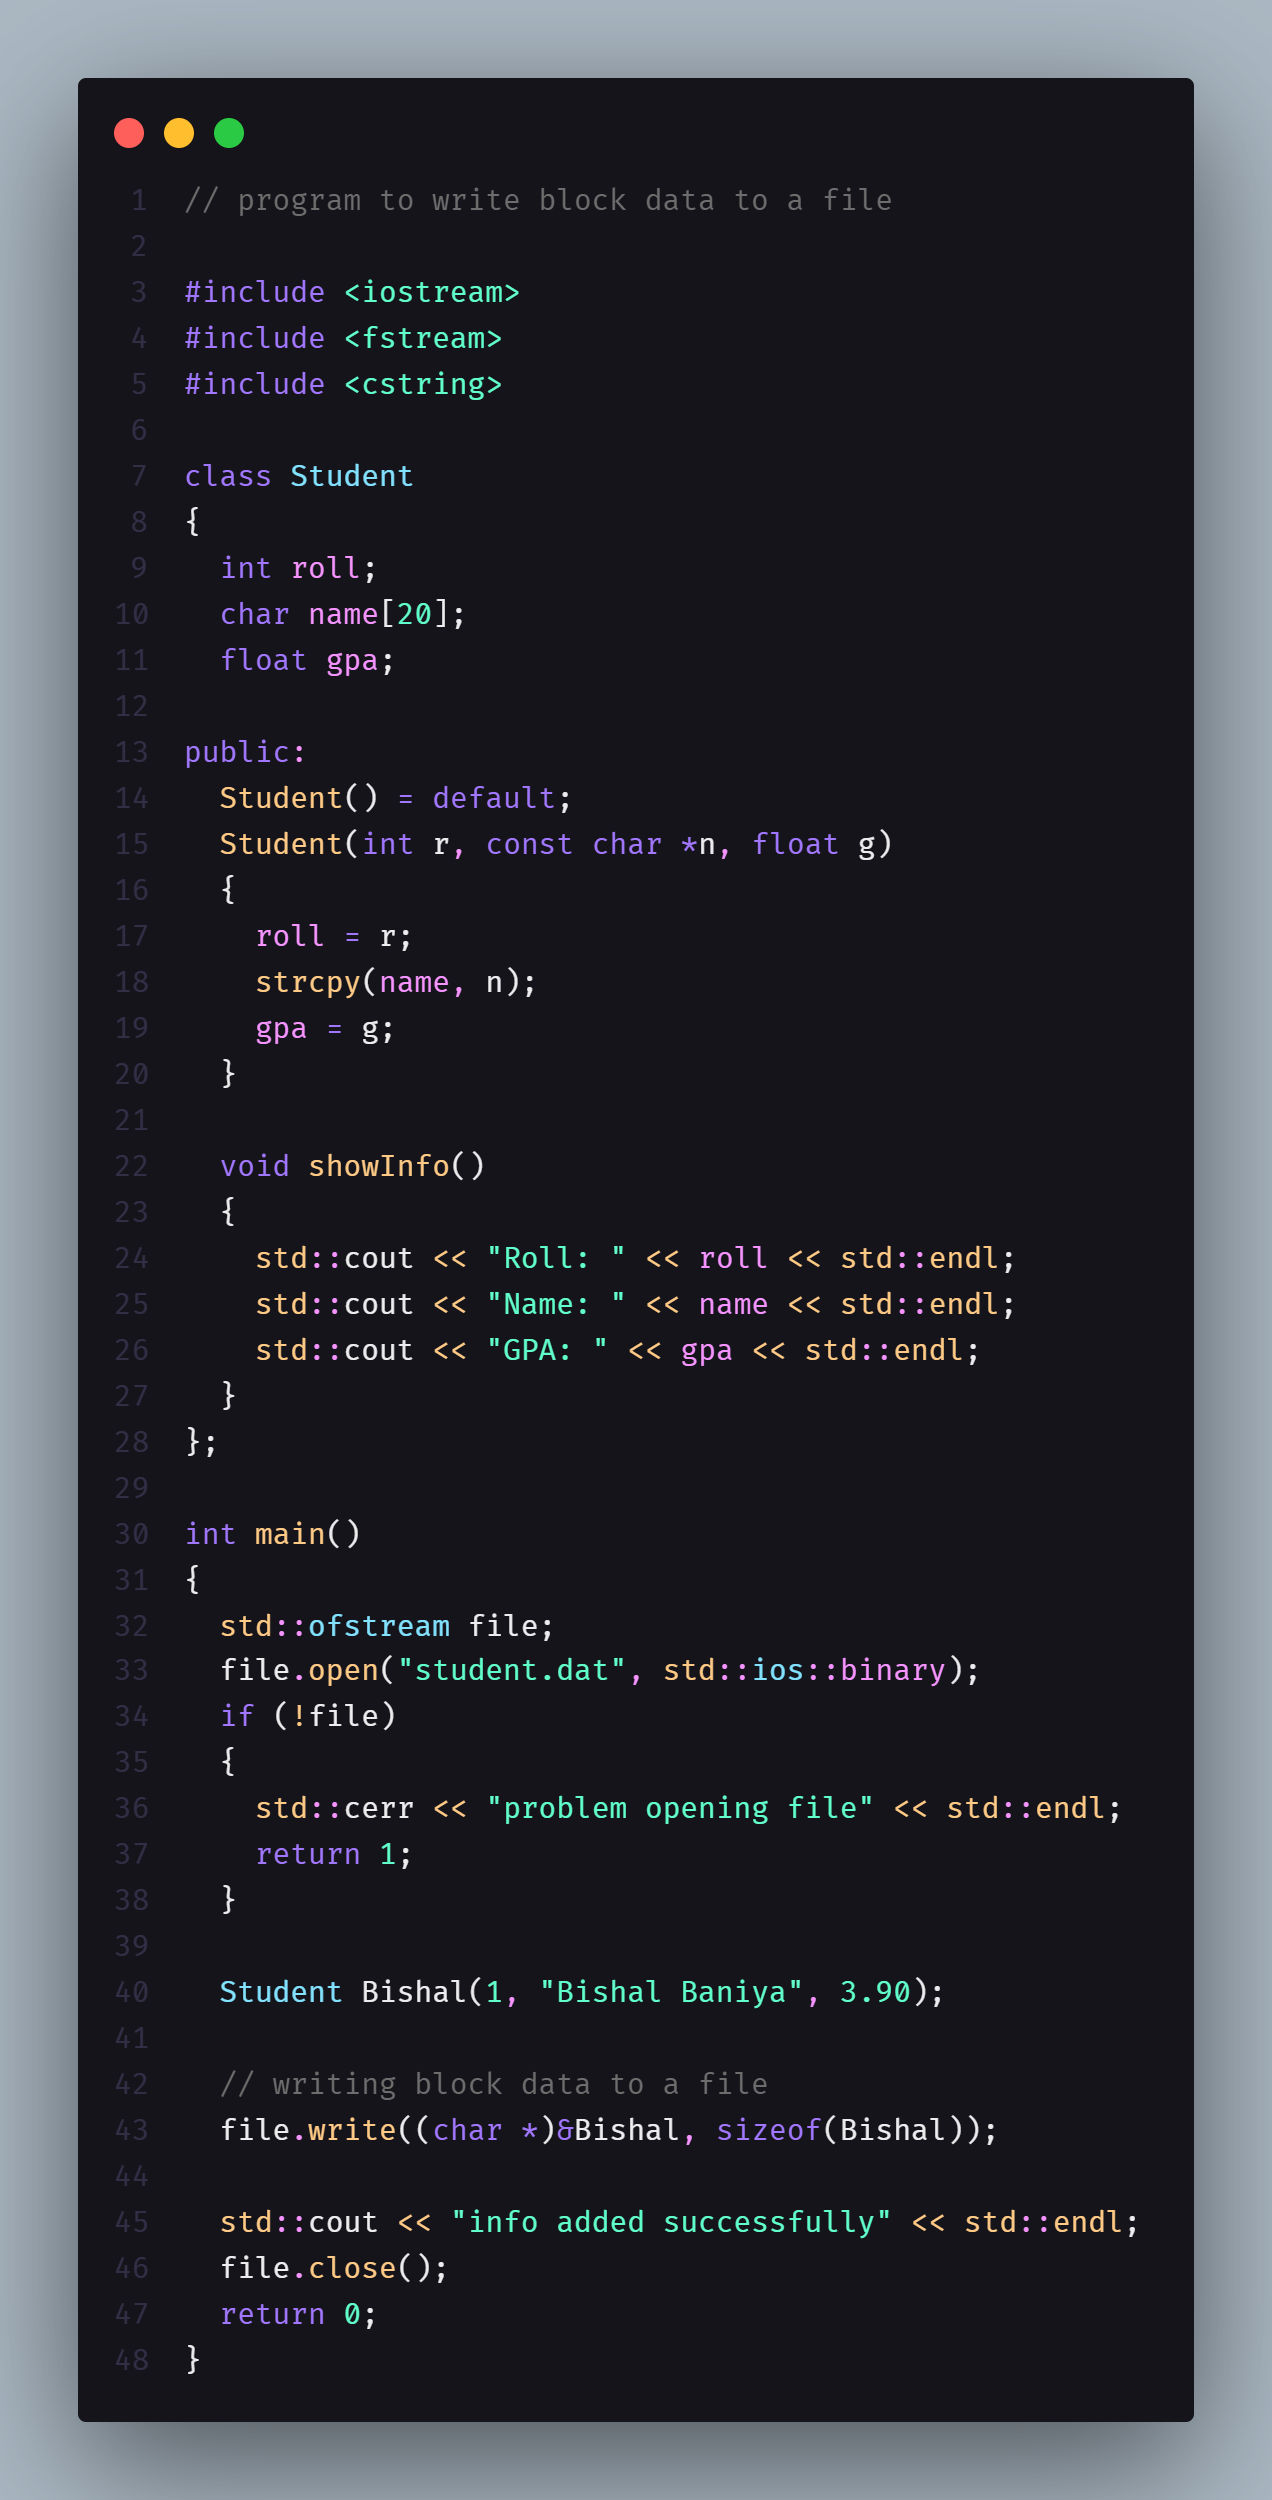 1 // program to write block data to a file
2
3 #include <iostream>
4 #include <fstream>
5 #include <cstring>
6
7 class Student
8 {
9   int roll;
10   char name[20];
11   float gpa;
12
13 public:
14   Student() = default;
15   Student(int r, const char *n, float g)
16   {
17     roll = r;
18     strcpy(name, n);
19     gpa = g;
20   }
21
22   void showInfo()
23   {
24     std::cout << "Roll: " << roll << std::endl;
25     std::cout << "Name: " << name << std::endl;
26     std::cout << "GPA: " << gpa << std::endl;
27   }
28 };
29
30 int main()
31 {
32   std::ofstream file;
33   file.open("student.dat", std::ios::binary);
34   if (!file)
35   {
36     std::cerr << "problem opening file" << std::endl;
37     return 1;
38   }
39
40   Student Bishal(1, "Bishal Baniya", 3.90);
41
42   // writing block data to a file
43   file.write((char *)&Bishal, sizeof(Bishal));
44
45   std::cout << "info added successfully" << std::endl;
46   file.close();
47   return 0;
48 }